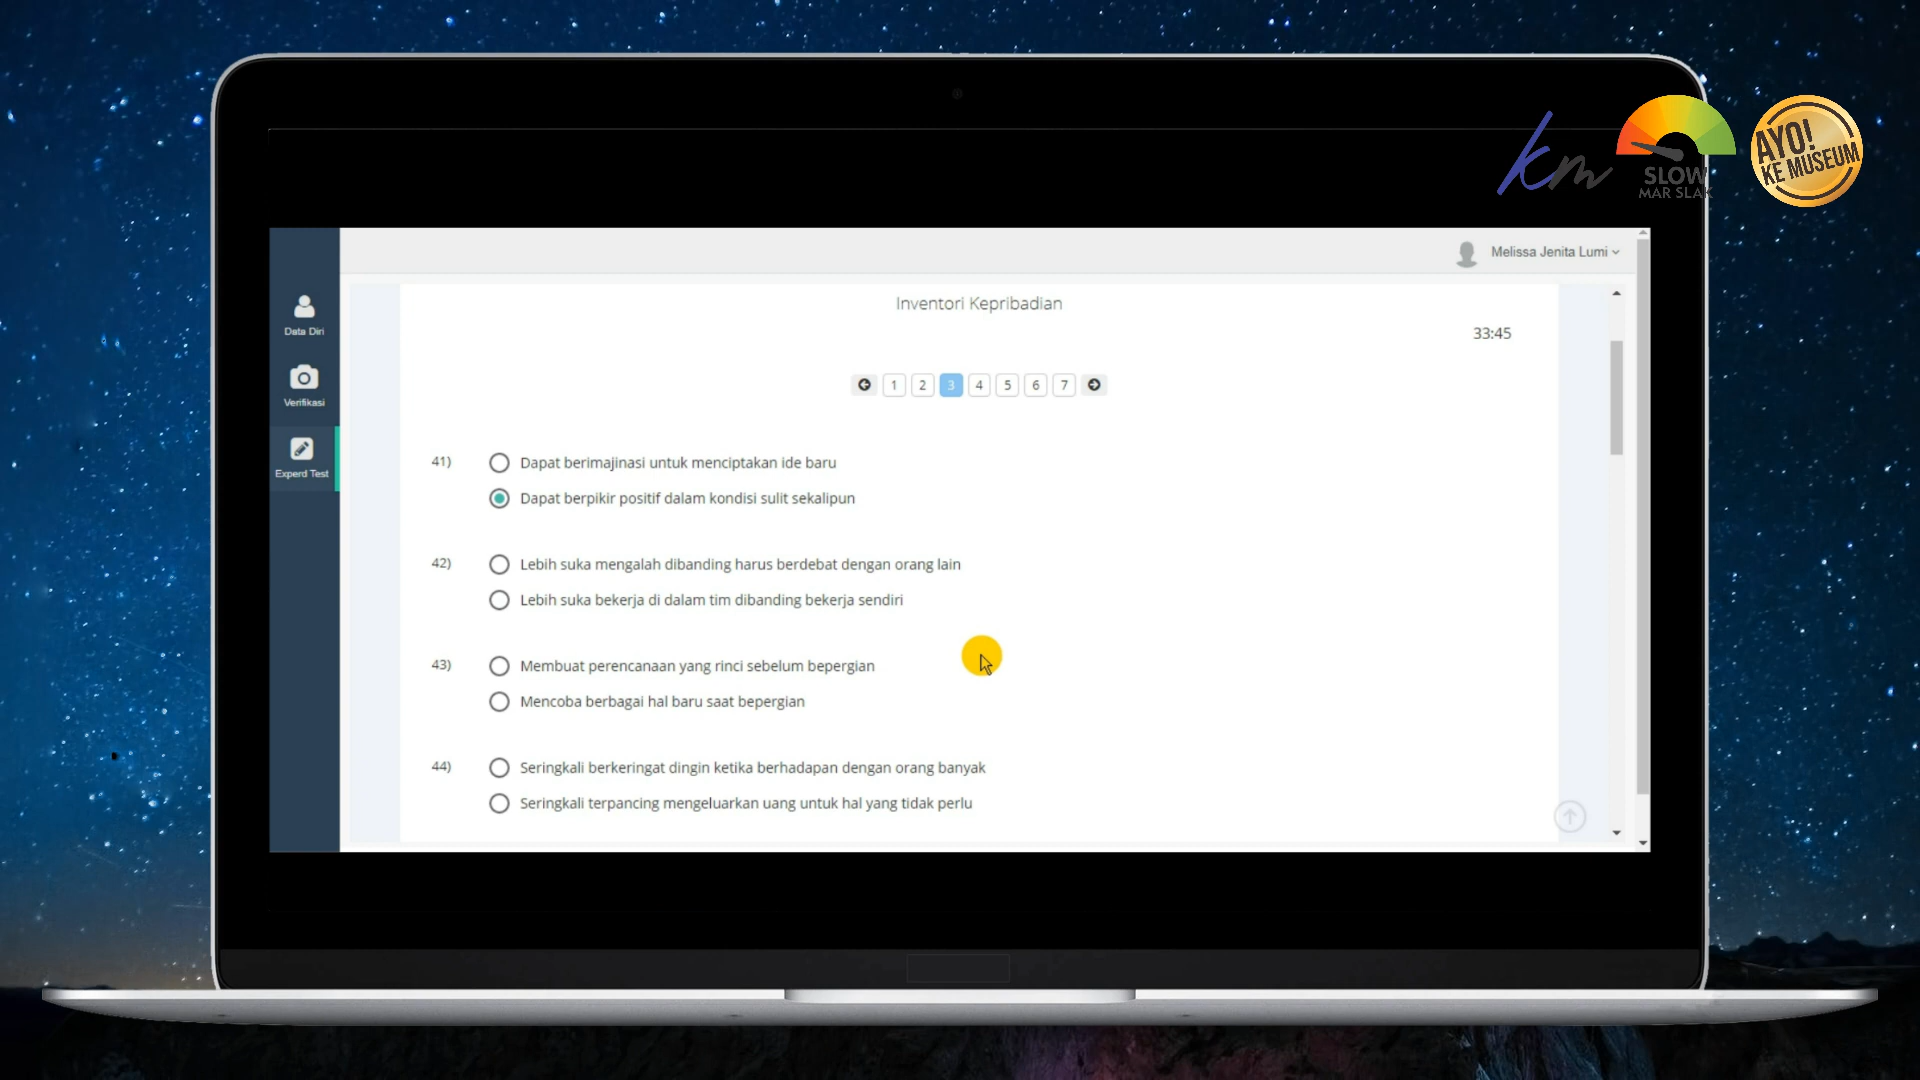 km
SLOW
MAR SLAK
AYO!
KE MUSEUM
Melissa Jenita Lumi
Data Diri
Verifikasi
Experd Test
Inventori Kepribadian
33:45
1 2 3 4 5 6 7
41) Dapat berimajinasi untuk menciptakan ide baru
Dapat berpikir positif dalam kondisi sulit sekalipun
42) Lebih suka mengalah dibanding harus berdebat dengan orang lain
Lebih suka bekerja di dalam tim dibanding bekerja sendiri
43) Membuat perencanaan yang rinci sebelum bepergian
Mencoba berbagai hal baru saat bepergian
44) Seringkali berkeringat dingin ketika berhadapan dengan orang banyak
Seringkali terpancing mengeluarkan uang untuk hal yang tidak perlu